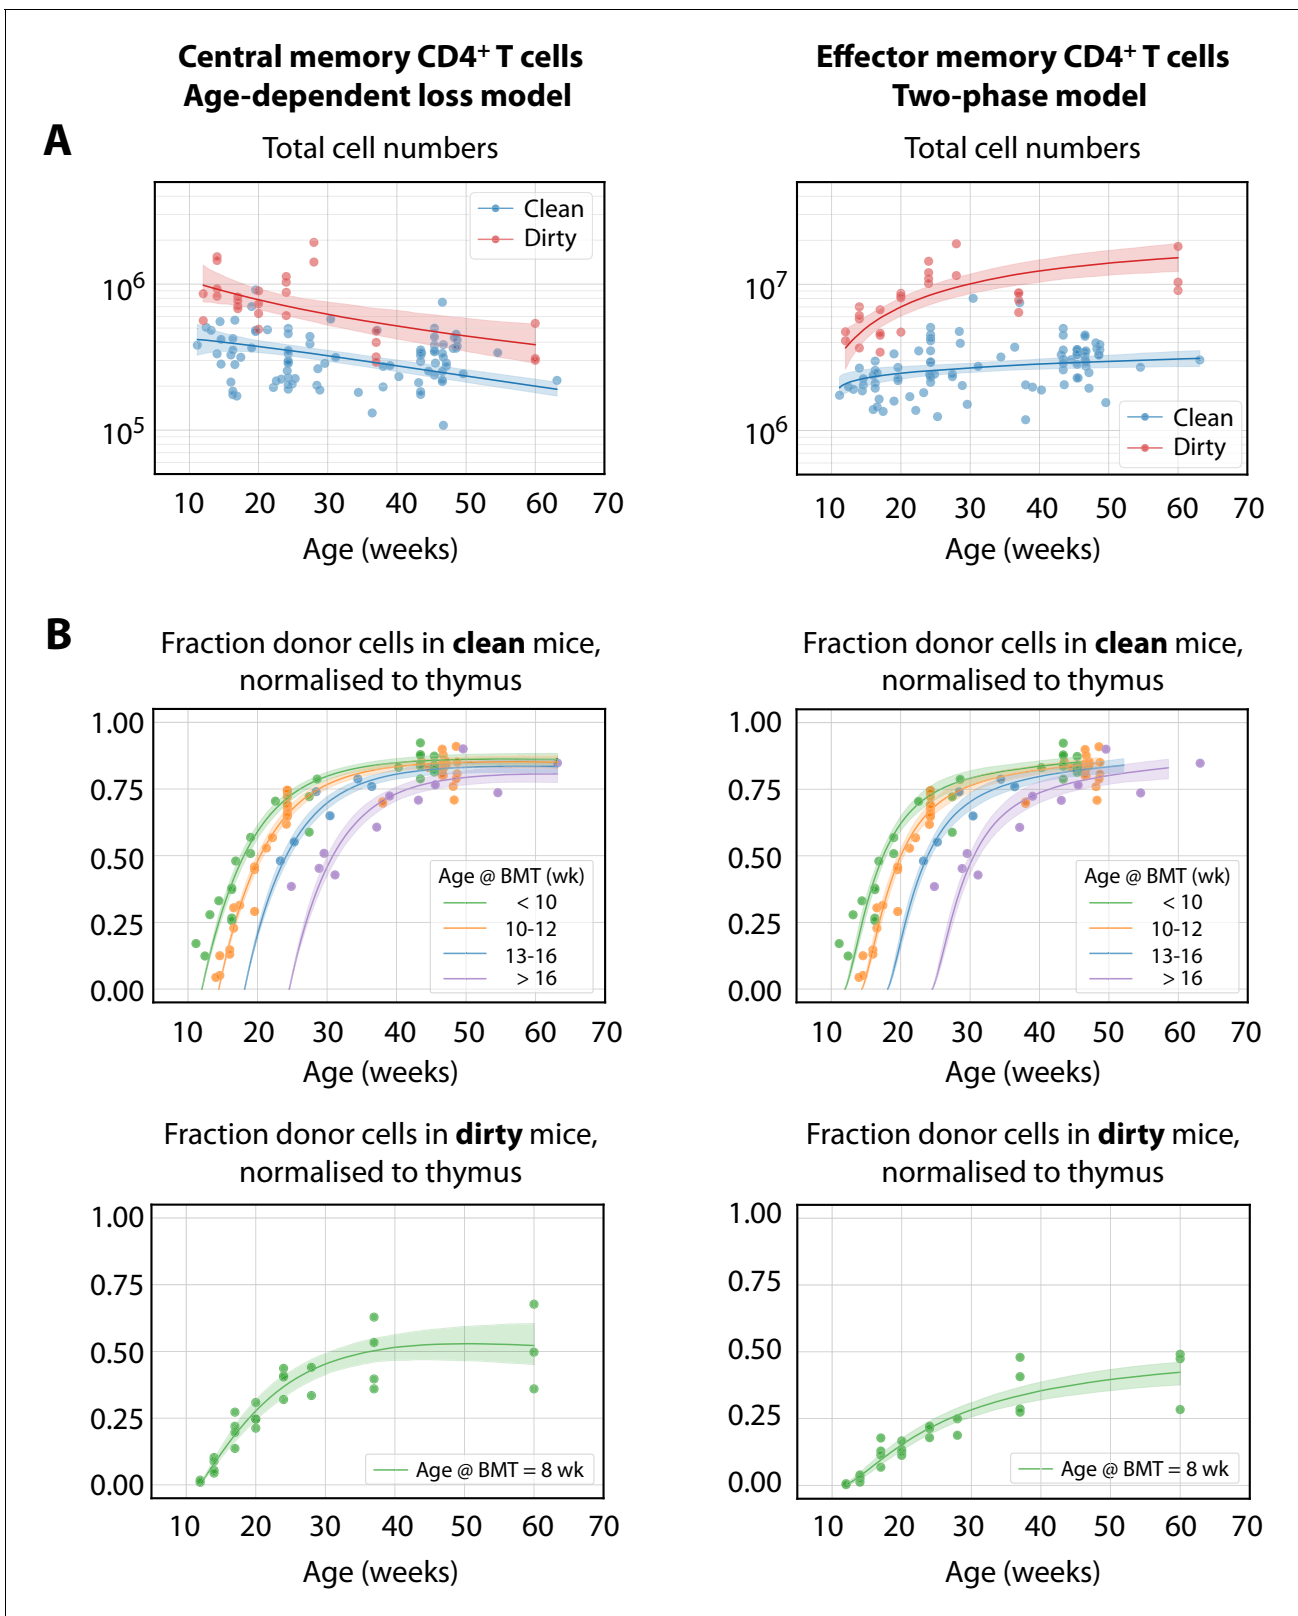 Central memory CD4+ T cells
Age-dependent loss model
Effector memory CD4+ T cells
Two-phase model
A
Total cell numbers
Clean
Dirty
10^6
10^5
10 20 30 40 50 60 70
Age (weeks)
Total cell numbers
10^7
10^6
Clean
Dirty
10 20 30 40 50 60 70
Age (weeks)
B
Fraction donor cells in clean mice,
normalised to thymus
1.00
0.75
0.50
0.25
0.00
Age @ BMT (wk)
< 10
10-12
13-16
> 16
10 20 30 40 50 60 70
Age (weeks)
Fraction donor cells in clean mice,
normalised to thymus
1.00
0.75
0.50
0.25
0.00
Age @ BMT (wk)
< 10
10-12
13-16
> 16
10 20 30 40 50 60 70
Age (weeks)
Fraction donor cells in dirty mice,
normalised to thymus
1.00
0.75
0.50
0.25
0.00
Age @ BMT = 8 wk
10 20 30 40 50 60 70
Age (weeks)
Fraction donor cells in dirty mice,
normalised to thymus
1.00
0.75
0.50
0.25
0.00
Age @ BMT = 8 wk
10 20 30 40 50 60 70
Age (weeks)